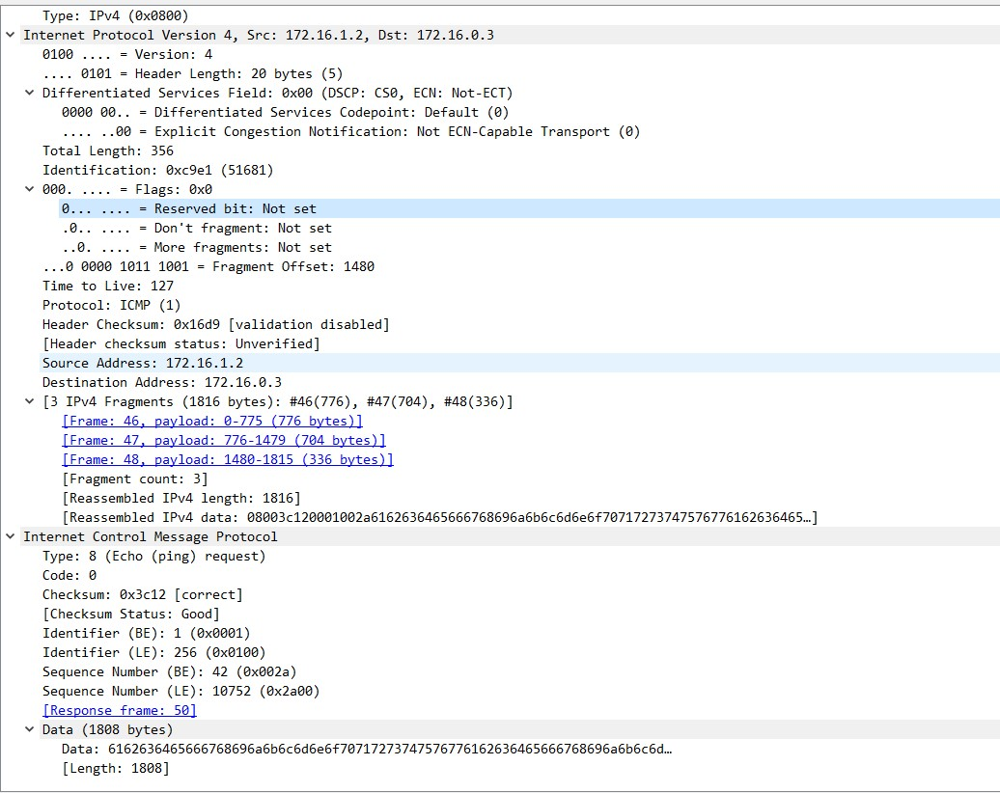 Type: IPv4 (0x0800)
Internet Protocol Version 4, Src: 172.16.1.2, Dst: 172.16.0.3
0100 .... = Version: 4
.... 0101 = Header Length: 20 bytes (5)
Differentiated Services Field: 0x00 (DSCP: CS0, ECN: Not-ECT)
0000 00.. = Differentiated Services Codepoint: Default (0)
.... ..00 = Explicit Congestion Notification: Not ECN-Capable Transport (0)
Total Length: 356
Identification: 0xc9e1 (51681)
000. .... = Flags: 0x0
0... .... = Reserved bit: Not set
.0.. .... = Don't fragment: Not set
..0. .... = More fragments: Not set
...0 0000 1011 1001 = Fragment Offset: 1480
Time to Live: 127
Protocol: ICMP (1)
Header Checksum: 0x16d9 [validation disabled]
[Header checksum status: Unverified]
Source Address: 172.16.1.2
Destination Address: 172.16.0.3
[3 IPv4 Fragments (1816 bytes): #46(776), #47(704), #48(336)]
[Frame: 46, payload: 0-775 (776 bytes)]
[Frame: 47, payload: 776-1479 (704 bytes)]
[Frame: 48, payload: 1480-1815 (336 bytes)]
[Fragment count: 3]
[Reassembled IPv4 length: 1816]
[Reassembled IPv4 data: 08003c120001002a6162636465666768696a6b6c6d6e6f7071727374757677616263646​5…]
Internet Control Message Protocol
Type: 8 (Echo (ping) request)
Code: 0
Checksum: 0x3c12 [correct]
[Checksum Status: Good]
Identifier (BE): 1 (0x0001)
Identifier (LE): 256 (0x0100)
Sequence Number (BE): 42 (0x002a)
Sequence Number (LE): 10752 (0x2a00)
[Response frame: 50]
Data (1808 bytes)
Data: 6162636465666768696a6b6c6d6e6f7071727374757677616263646566676869​6a6b6c6d…
[Length: 1808]